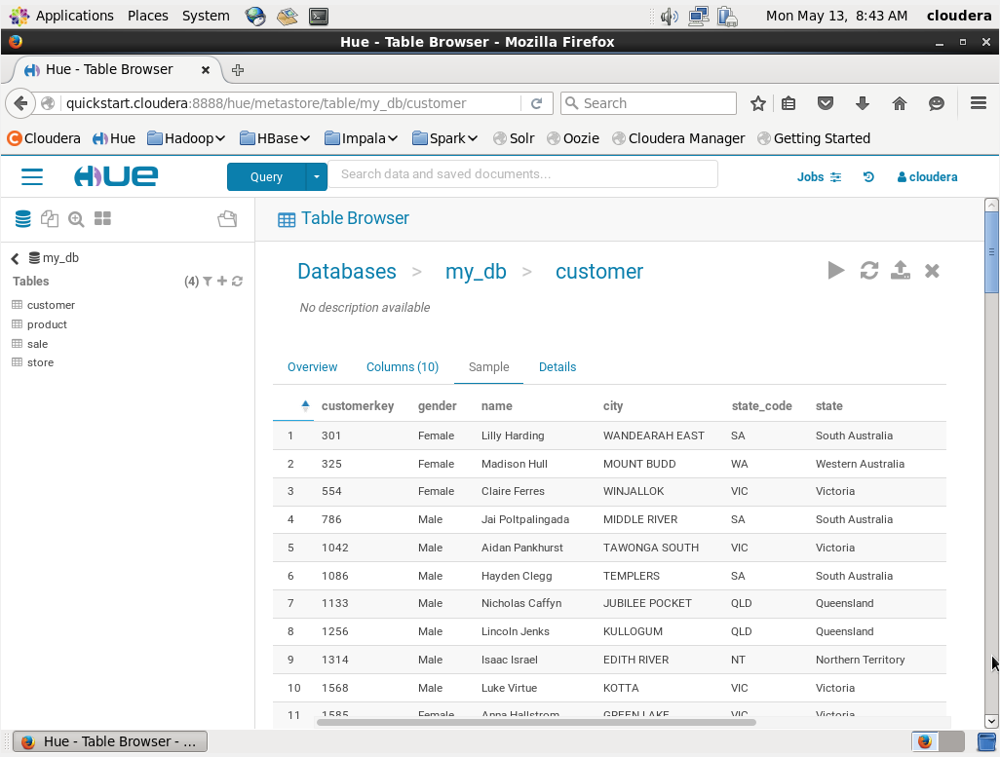 Applications Places System Mon May 13, 8:43 AM cloudera
Hue - Table Browser - Mozilla Firefox
Hue - Table Browser
quickstart.cloudera:8888/hue/metastore/table/my_db/customer Search
Cloudera Hue Hadoop HBase Impala Spark Solr Oozie Cloudera Manager Getting Started
HUE Query Search data and saved documents... Jobs cloudera
Table Browser
my_db
Tables (4)
customer
product
sale
store
Databases > my_db > customer
No description available
Overview Columns (10) Sample Details
customerkey gender name city state_code state
1 301 Female Lilly Harding WANDEARAH EAST SA South Australia
2 325 Female Madison Hull MOUNT BUDD WA Western Australia
3 554 Female Claire Ferres WINJALLOK VIC Victoria
4 786 Male Jai Poltpalingada MIDDLE RIVER SA South Australia
5 1042 Male Aidan Pankhurst TAWONGA SOUTH VIC Victoria
6 1086 Male Hayden Clegg TEMPLERS SA South Australia
7 1133 Male Nicholas Caffyn JUBILEE POCKET QLD Queensland
8 1256 Male Lincoln Jenks KULLOGUM QLD Queensland
9 1314 Male Isaac Israel EDITH RIVER NT Northern Territory
10 1568 Male Luke Virtue KOTTA VIC Victoria
11 1585 Female Anna Hallstrom GREEN LAKE VIC Victoria
Hue - Table Browser - ...